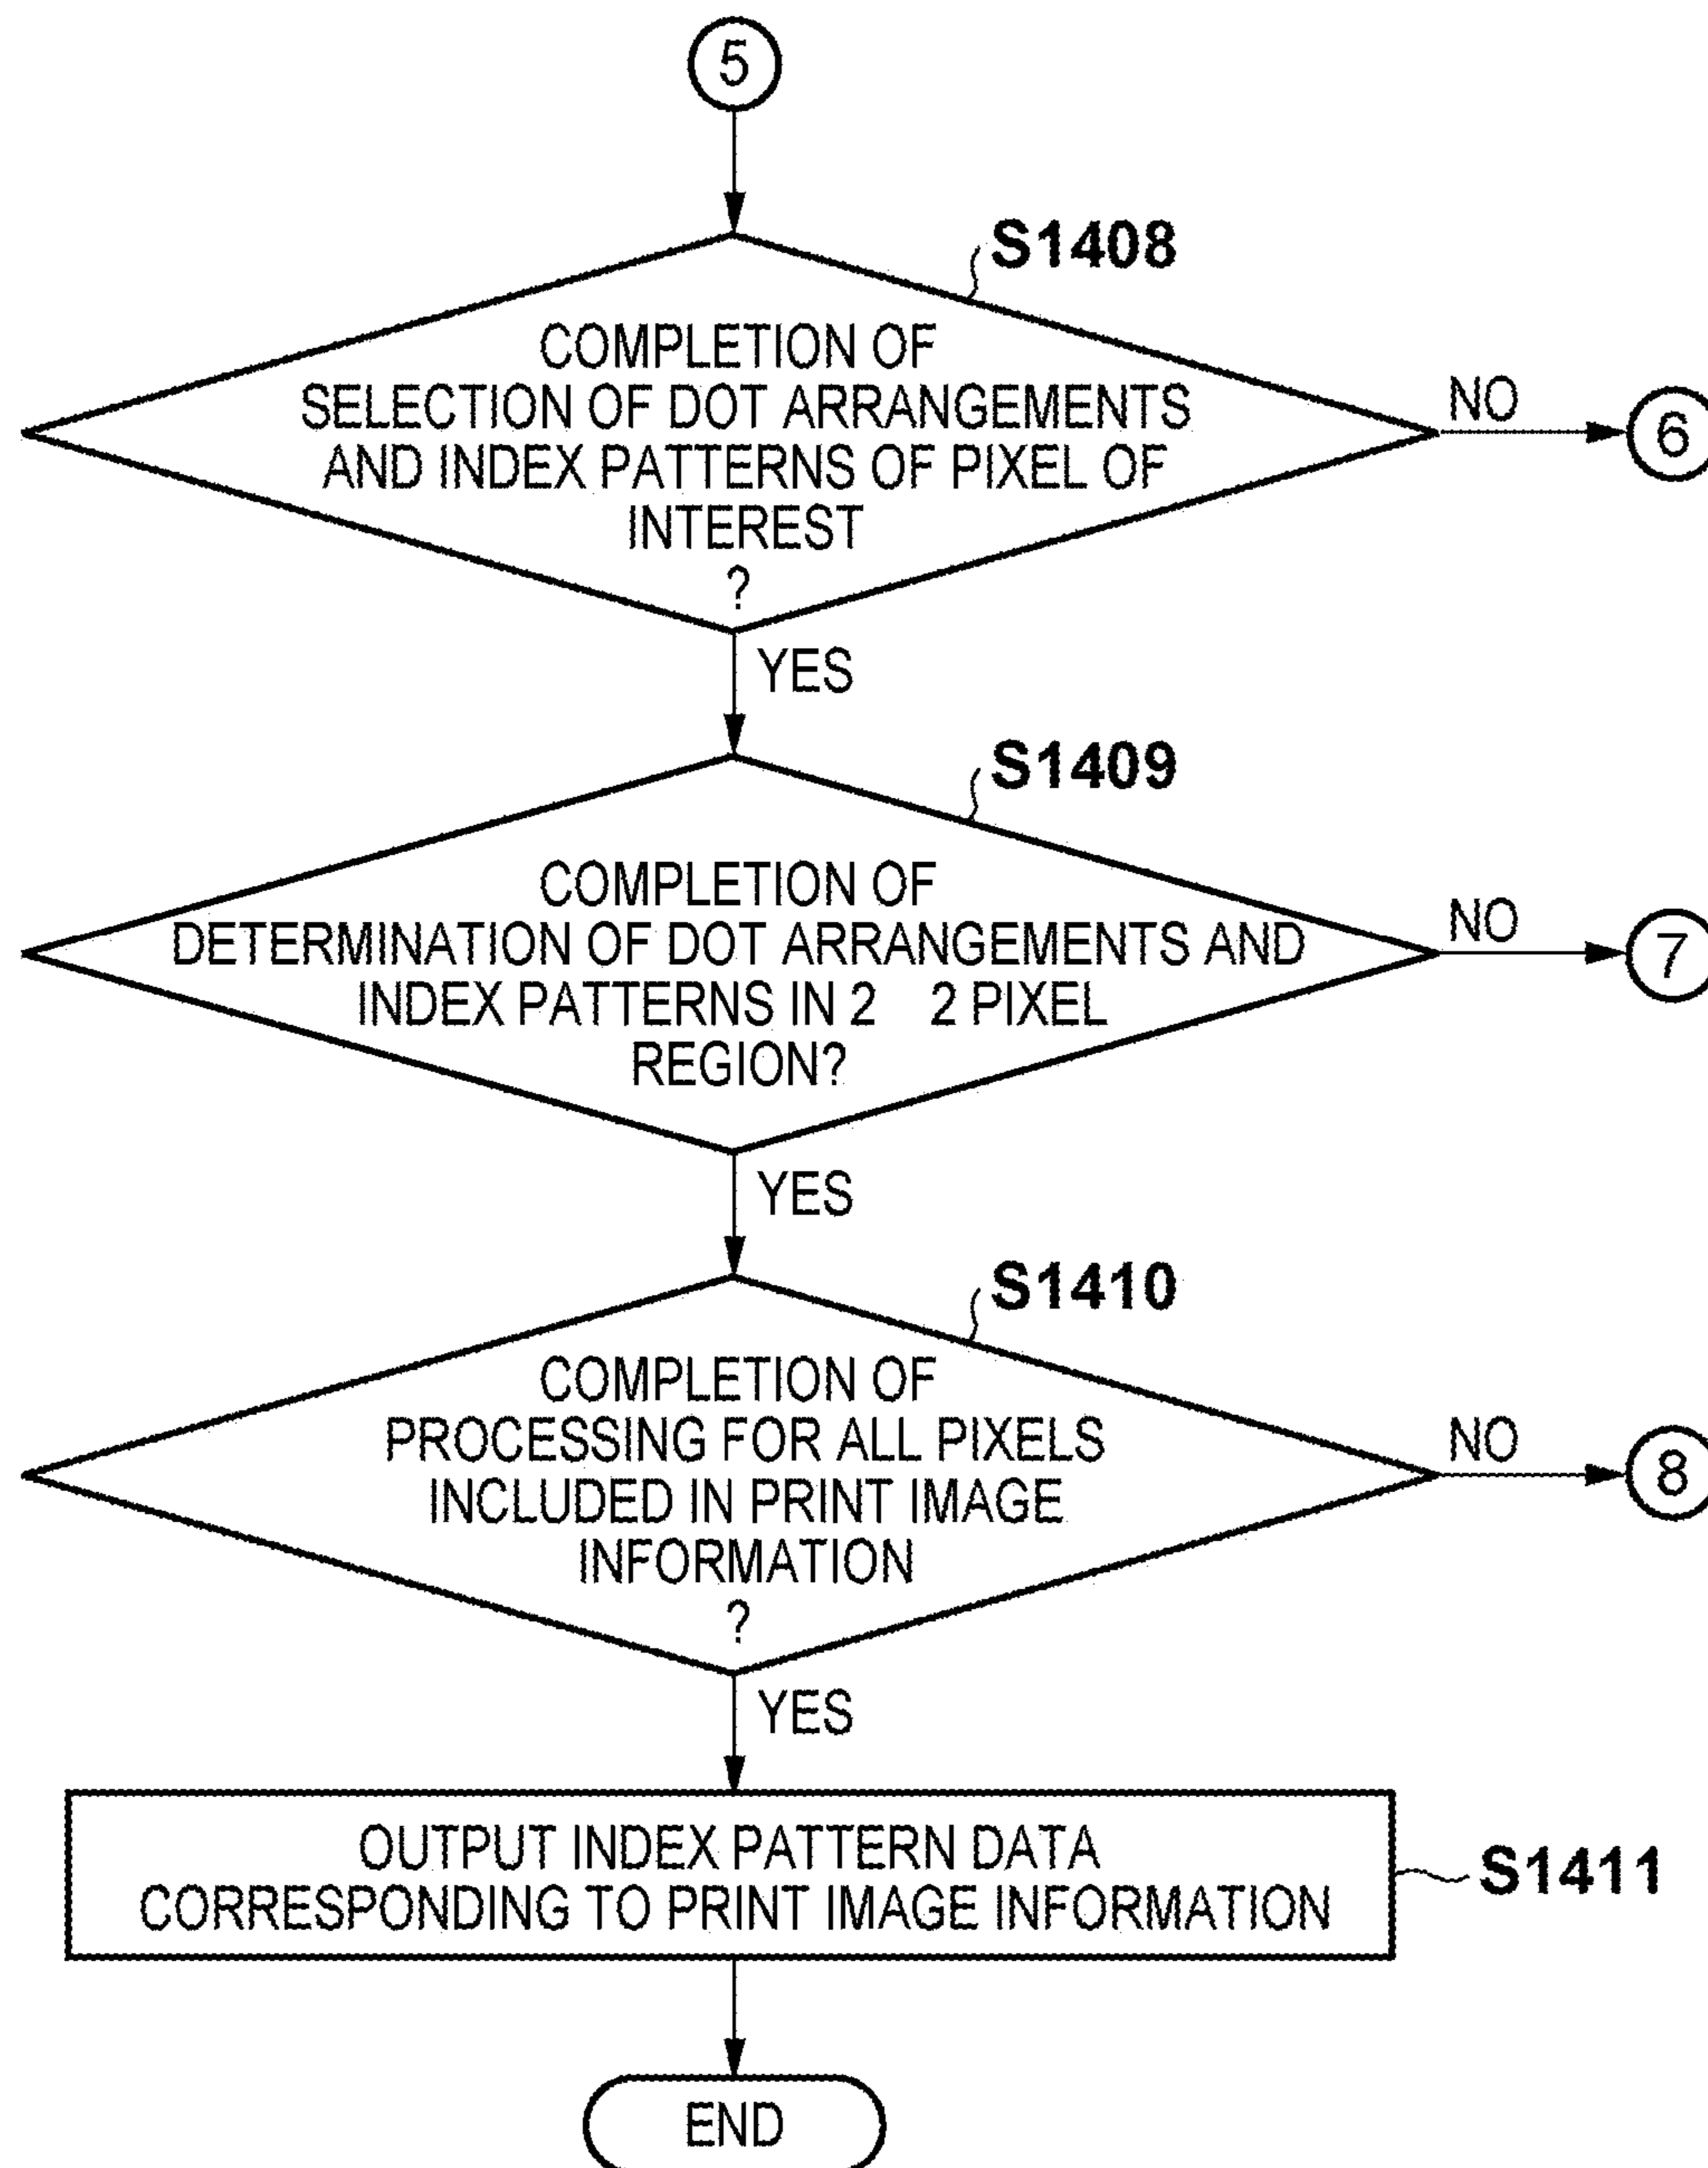 5
S1408
COMPLETION OF
SELECTION OF DOT ARRANGEMENTS
AND INDEX PATTERNS OF PIXEL OF
INTEREST
?
NO
6
YES
S1409
COMPLETION OF
DETERMINATION OF DOT ARRANGEMENTS AND
INDEX PATTERNS IN 2 2 PIXEL
REGION?
NO
7
YES
S1410
COMPLETION OF
PROCESSING FOR ALL PIXELS
INCLUDED IN PRINT IMAGE
INFORMATION
?
NO
8
YES
OUTPUT INDEX PATTERN DATA
CORRESPONDING TO PRINT IMAGE INFORMATION
S1411
END